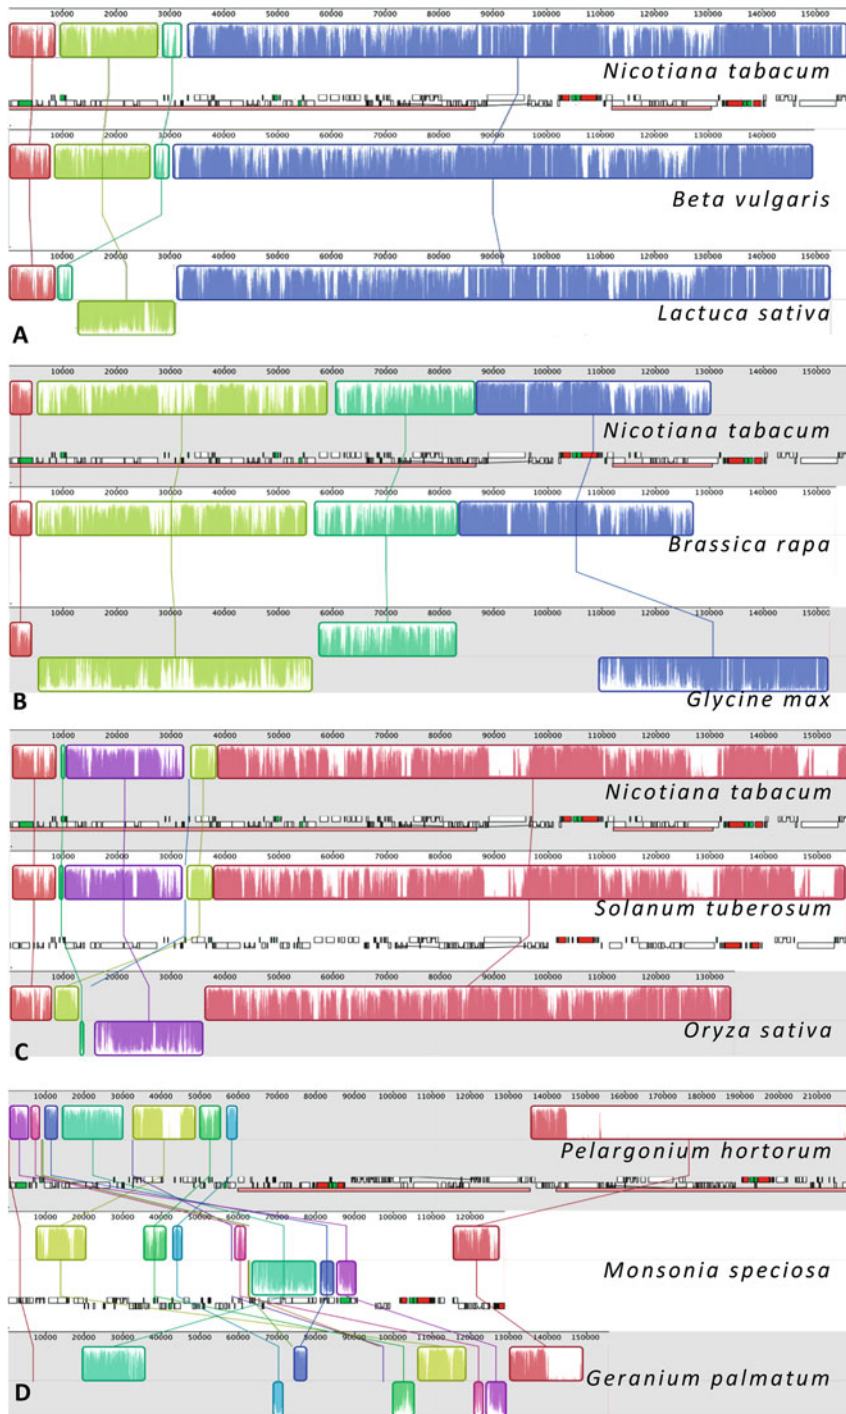 10000 20000 30000 40000 50000 60000 70000 80000 90000 100000 110000 120000 130000 140000 150000
Nicotiana tabacum
10000 20000 30000 40000 50000 60000 70000 80000 90000 100000 110000 120000 130000 140000 150000
Beta vulgaris
10000 20000 30000 40000 50000 60000 70000 80000 90000 100000 110000 120000 130000 140000 150000
Lactuca sativa
A
10000 20000 30000 40000 50000 60000 70000 80000 90000 100000 110000 120000 130000 140000 150000
Nicotiana tabacum
10000 20000 30000 40000 50000 60000 70000 80000 90000 100000 110000 120000 130000 140000 150000
Brassica rapa
10000 20000 30000 40000 50000 60000 70000 80000 90000 100000 110000 120000 130000 140000 150000
Glycine max
B
10000 20000 30000 40000 50000 60000 70000 80000 90000 100000 110000 120000 130000 140000 150000
Nicotiana tabacum
10000 20000 30000 40000 50000 60000 70000 80000 90000 100000 110000 120000 130000 140000 150000
Solanum tuberosum
10000 20000 30000 40000 50000 60000 70000 80000 90000 100000 110000 120000 130000
Oryza sativa
C
10000 20000 30000 40000 50000 60000 70000 80000 90000 100000 110000 120000 130000 140000 150000 160000 170000 180000 190000 200000 210000
Pelargonium hortorum
10000 20000 30000 40000 50000 60000 70000 80000 90000 100000 110000 120000
Monsonia speciosa
10000 20000 30000 40000 50000 60000 70000 80000 90000 100000 110000 120000 130000 140000 150000
Geranium palmatum
D